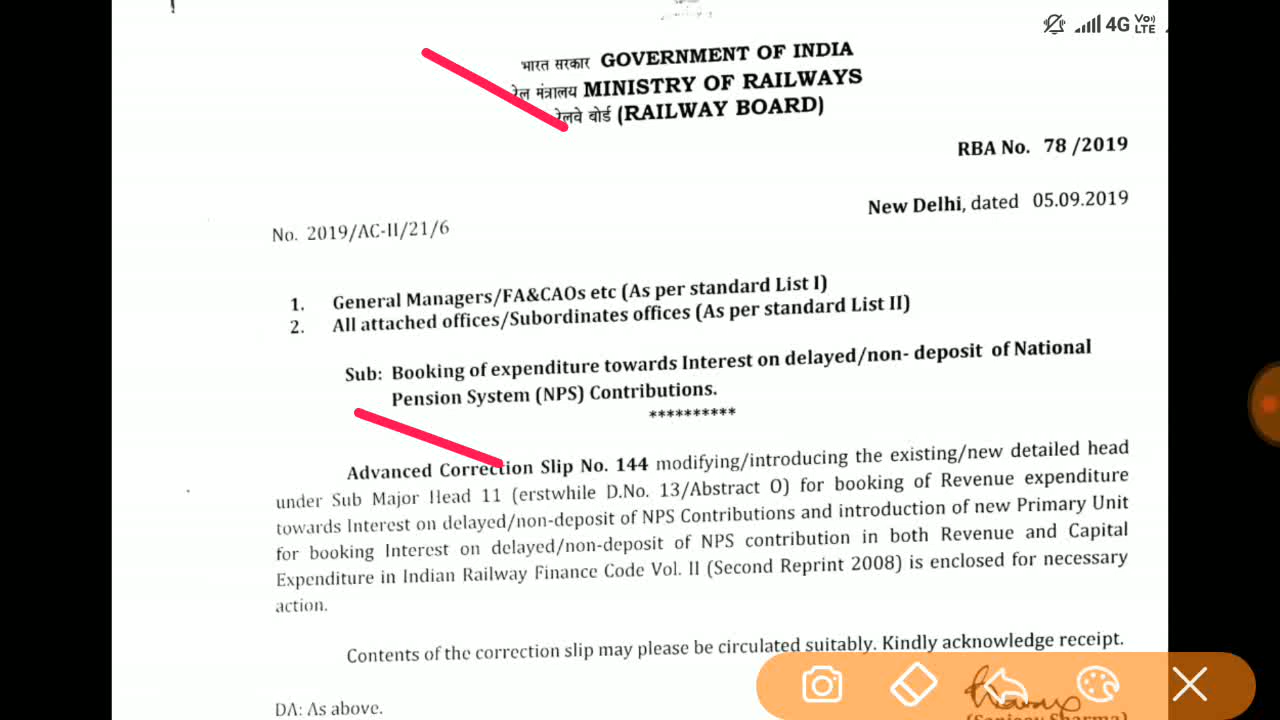 4G VoJ) LTE
भारत सरकार GOVERNMENT OF INDIA
रेल मंत्रालय MINISTRY OF RAILWAYS
रेलवे बोर्ड (RAILWAY BOARD)
RBA No. 78 /2019
New Delhi, dated 05.09.2019
No. 2019/AC-II/21/6
1. General Managers/FA&CAOs etc (As per standard List I)
2. All attached offices/Subordinates offices (As per standard List II)
Sub: Booking of expenditure towards Interest on delayed/non- deposit of National
Pension System (NPS) Contributions.
**********
Advanced Correction Slip No. 144 modifying/introducing the existing/new detailed head
under Sub Major Head 11 (erstwhile D.No. 13/Abstract O) for booking of Revenue expenditure
towards Interest on delayed/non-deposit of NPS Contributions and introduction of new Primary Unit
for booking Interest on delayed/non-deposit of NPS contribution in both Revenue and Capital
Expenditure in Indian Railway Finance Code Vol. II (Second Reprint 2008) is enclosed for necessary
action.
Contents of the correction slip may please be circulated suitably. Kindly acknowledge receipt.
DA: As above.
(Sanjeev Sharma)